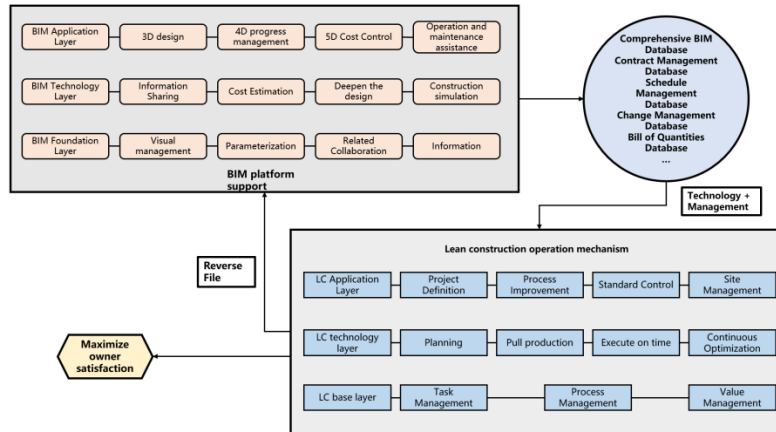 BIM Application
Layer
3D design
4D progress
management
5D Cost Control
Operation and
maintenance
assistance
BIM Technology
Layer
Information
Sharing
Cost Estimation
Deepen the
design
Construction
simulation
BIM Foundation
Layer
Visual
management
Parameterization
Related
Collaboration
Information
BIM platform
support
Comprehensive BIM
Database
Contract Management
Database
Schedule
Management
Database
Change Management
Database
Bill of Quantities
Database
...
Technology +
Management
Reverse
File
Lean construction operation mechanism
LC Application
Layer
Project
Definition
Process
Improvement
Standard Control
Site
Management
LC technology
layer
Planning
Pull production
Execute on time
Continuous
Optimization
LC base layer
Task
Management
Process
Management
Value
Management
Maximize
owner
satisfaction